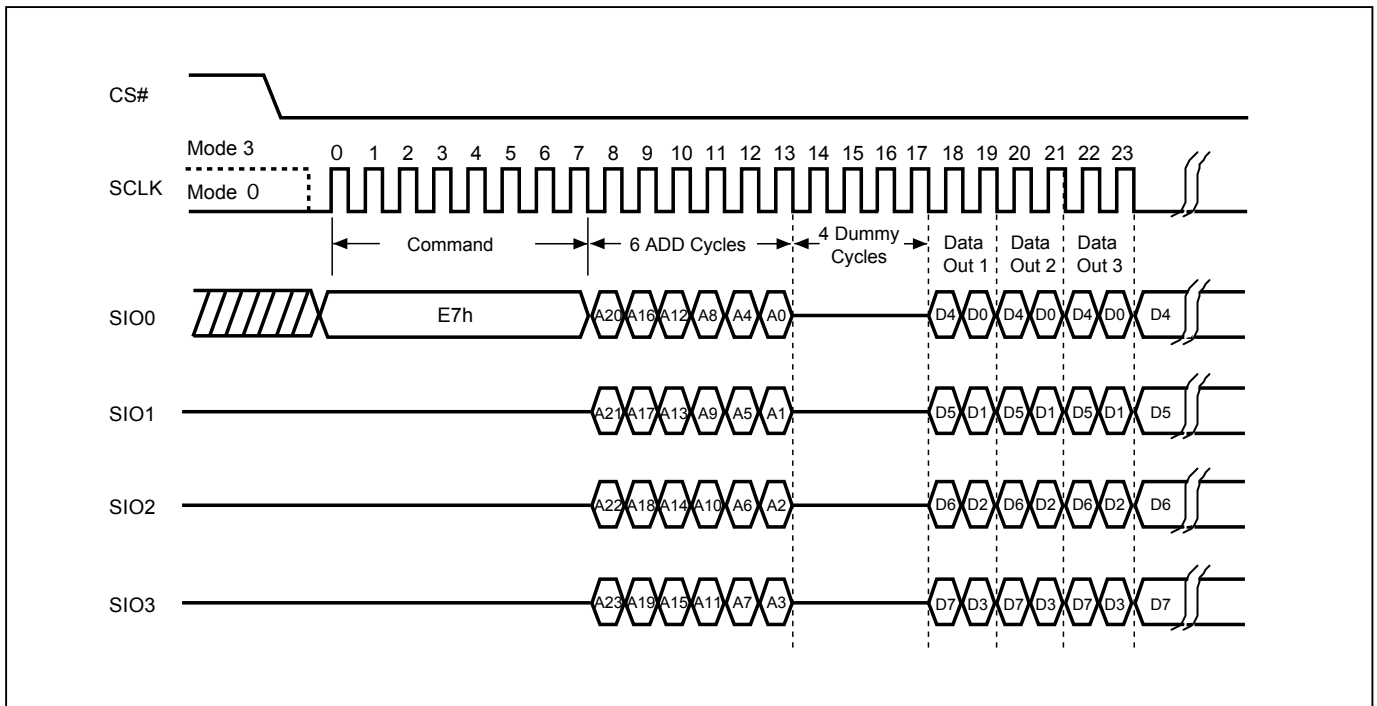 CS#
Mode 3
0 1 2 3 4 5 6 7 8 9 10 11 12 13 14 15 16 17 18 19 20 21 22 23
SCLK
Mode 0
Command
6 ADD Cycles
4 Dummy
Cycles
Data
Out 1
Data
Out 2
Data
Out 3
SIO0
E7h
A20 A16 A12 A8 A4 A0
D4 D0 D4 D0 D4 D0 D4
SIO1
A21 A17 A13 A9 A5 A1
D5 D1 D5 D1 D5 D1 D5
SIO2
A22 A18 A14 A10 A6 A2
D6 D2 D6 D2 D6 D2 D6
SIO3
A23 A19 A15 A11 A7 A3
D7 D3 D7 D3 D7 D3 D7